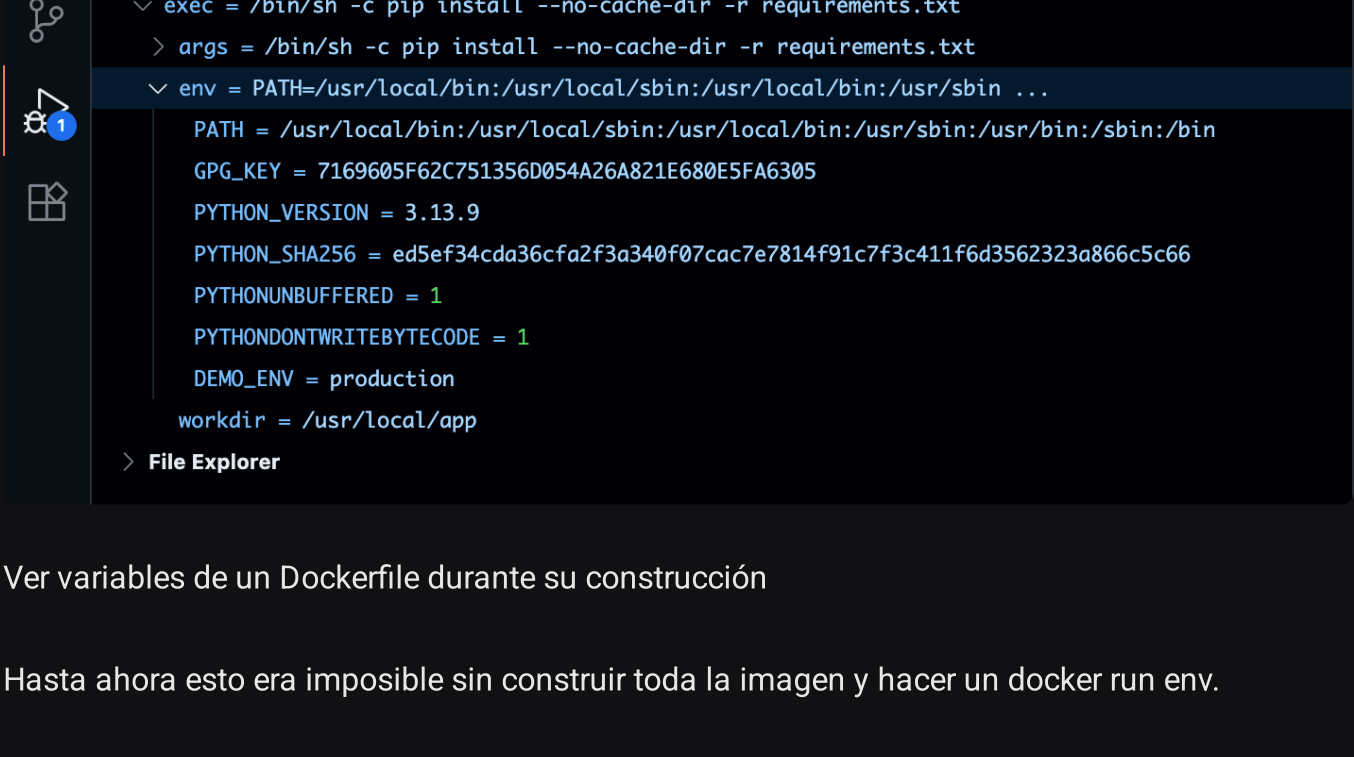 exec = /bin/sh -c pip install --no-cache-dir -r requirements.txt
args = /bin/sh -c pip install --no-cache-dir -r requirements.txt
env = PATH=/usr/local/bin:/usr/local/sbin:/usr/local/bin:/usr/sbin ...
PATH = /usr/local/bin:/usr/local/sbin:/usr/local/bin:/usr/sbin:/usr/bin:/sbin:/bin
1
GPG_KEY = 7169605F62C751356D054A26A821E680E5FA6305
PYTHON_VERSION = 3.13.9
PYTHON_SHA256 = ed5ef34cda36cfa2f3a340f07cac7e7814f91c7f3c411f6d3562323a866c5c66
PYTHONUNBUFFERED = 1
PYTHONDONTWRITEBYTECODE = 1
DEMO_ENV = production
workdir = /usr/local/app
File Explorer
Ver variables de un Dockerfile durante su construcción
Hasta ahora esto era imposible sin construir toda la imagen y hacer un docker run env.